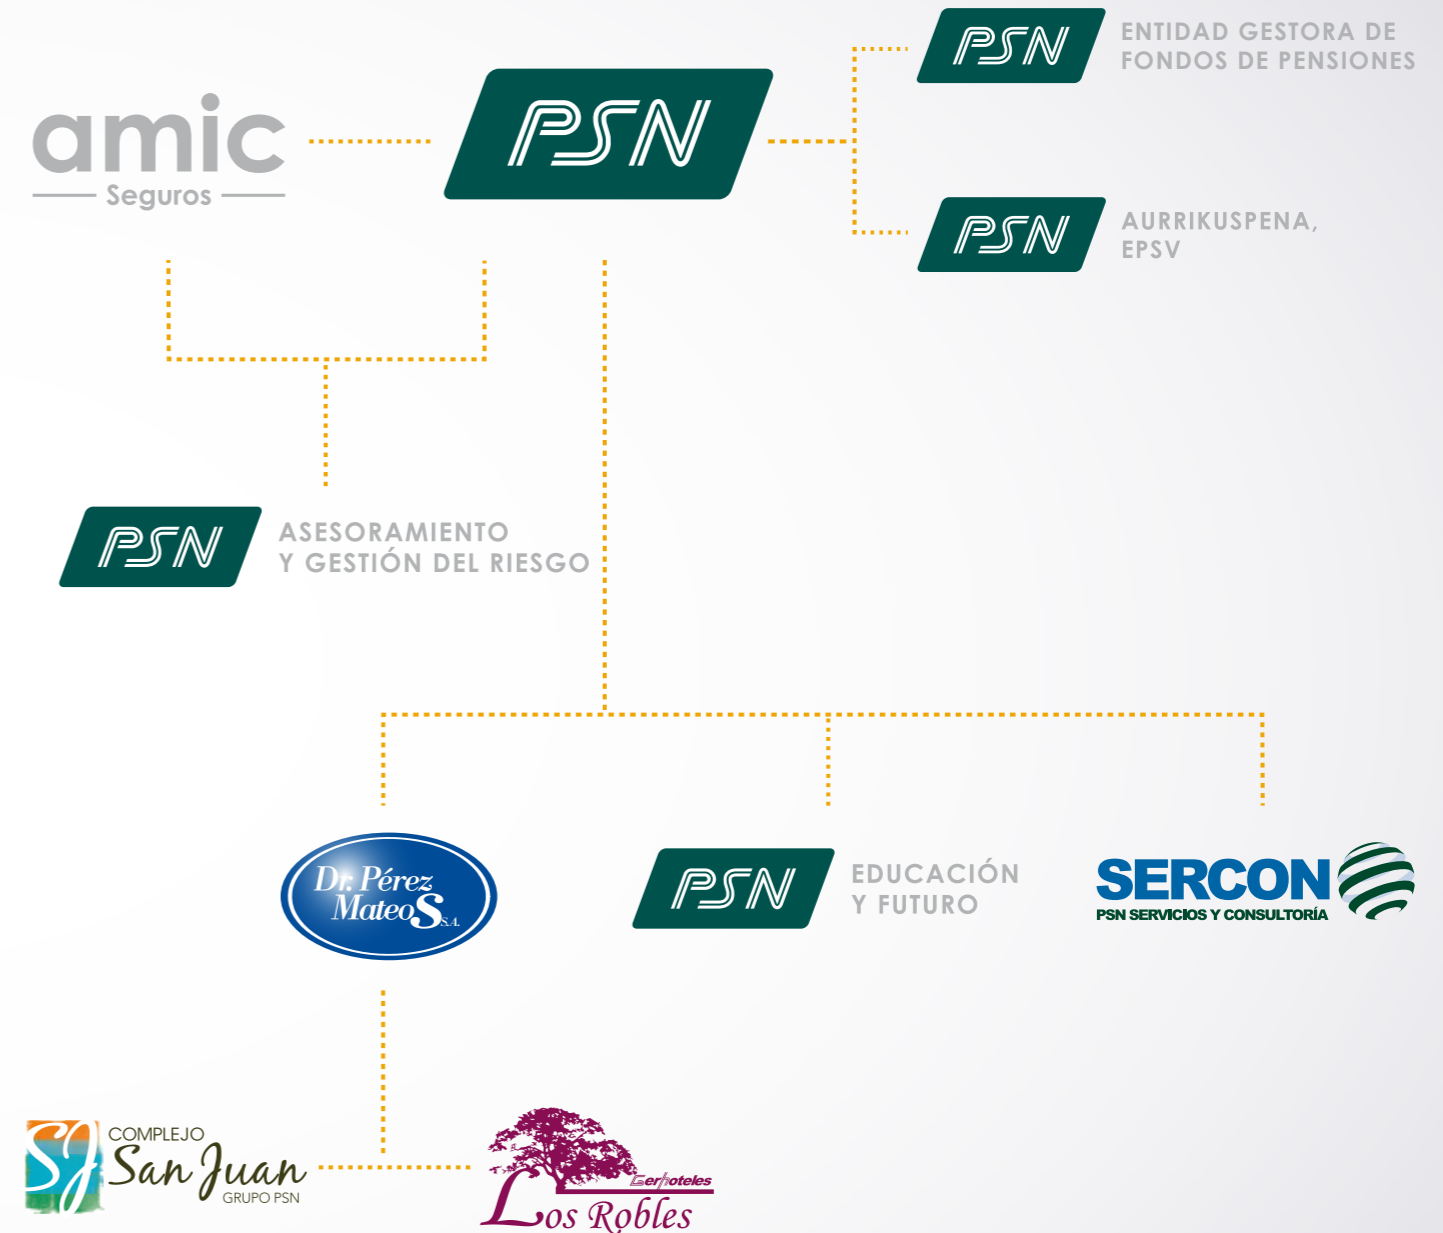 amic
Seguros
PSN
PSN
ENTIDAD GESTORA DE
FONDOS DE PENSIONES
PSN
AURRIKUSPENA,
EPSV
PSN
ASESORAMIENTO
Y GESTIÓN DEL RIESGO
Dr. Pérez
MateoS S.A.
PSN
EDUCACIÓN
Y FUTURO
SERCON
PSN SERVICIOS Y CONSULTORÍA
SJ
COMPLEJO
San Juan
GRUPO PSN
Gerhoteles
Los Robles